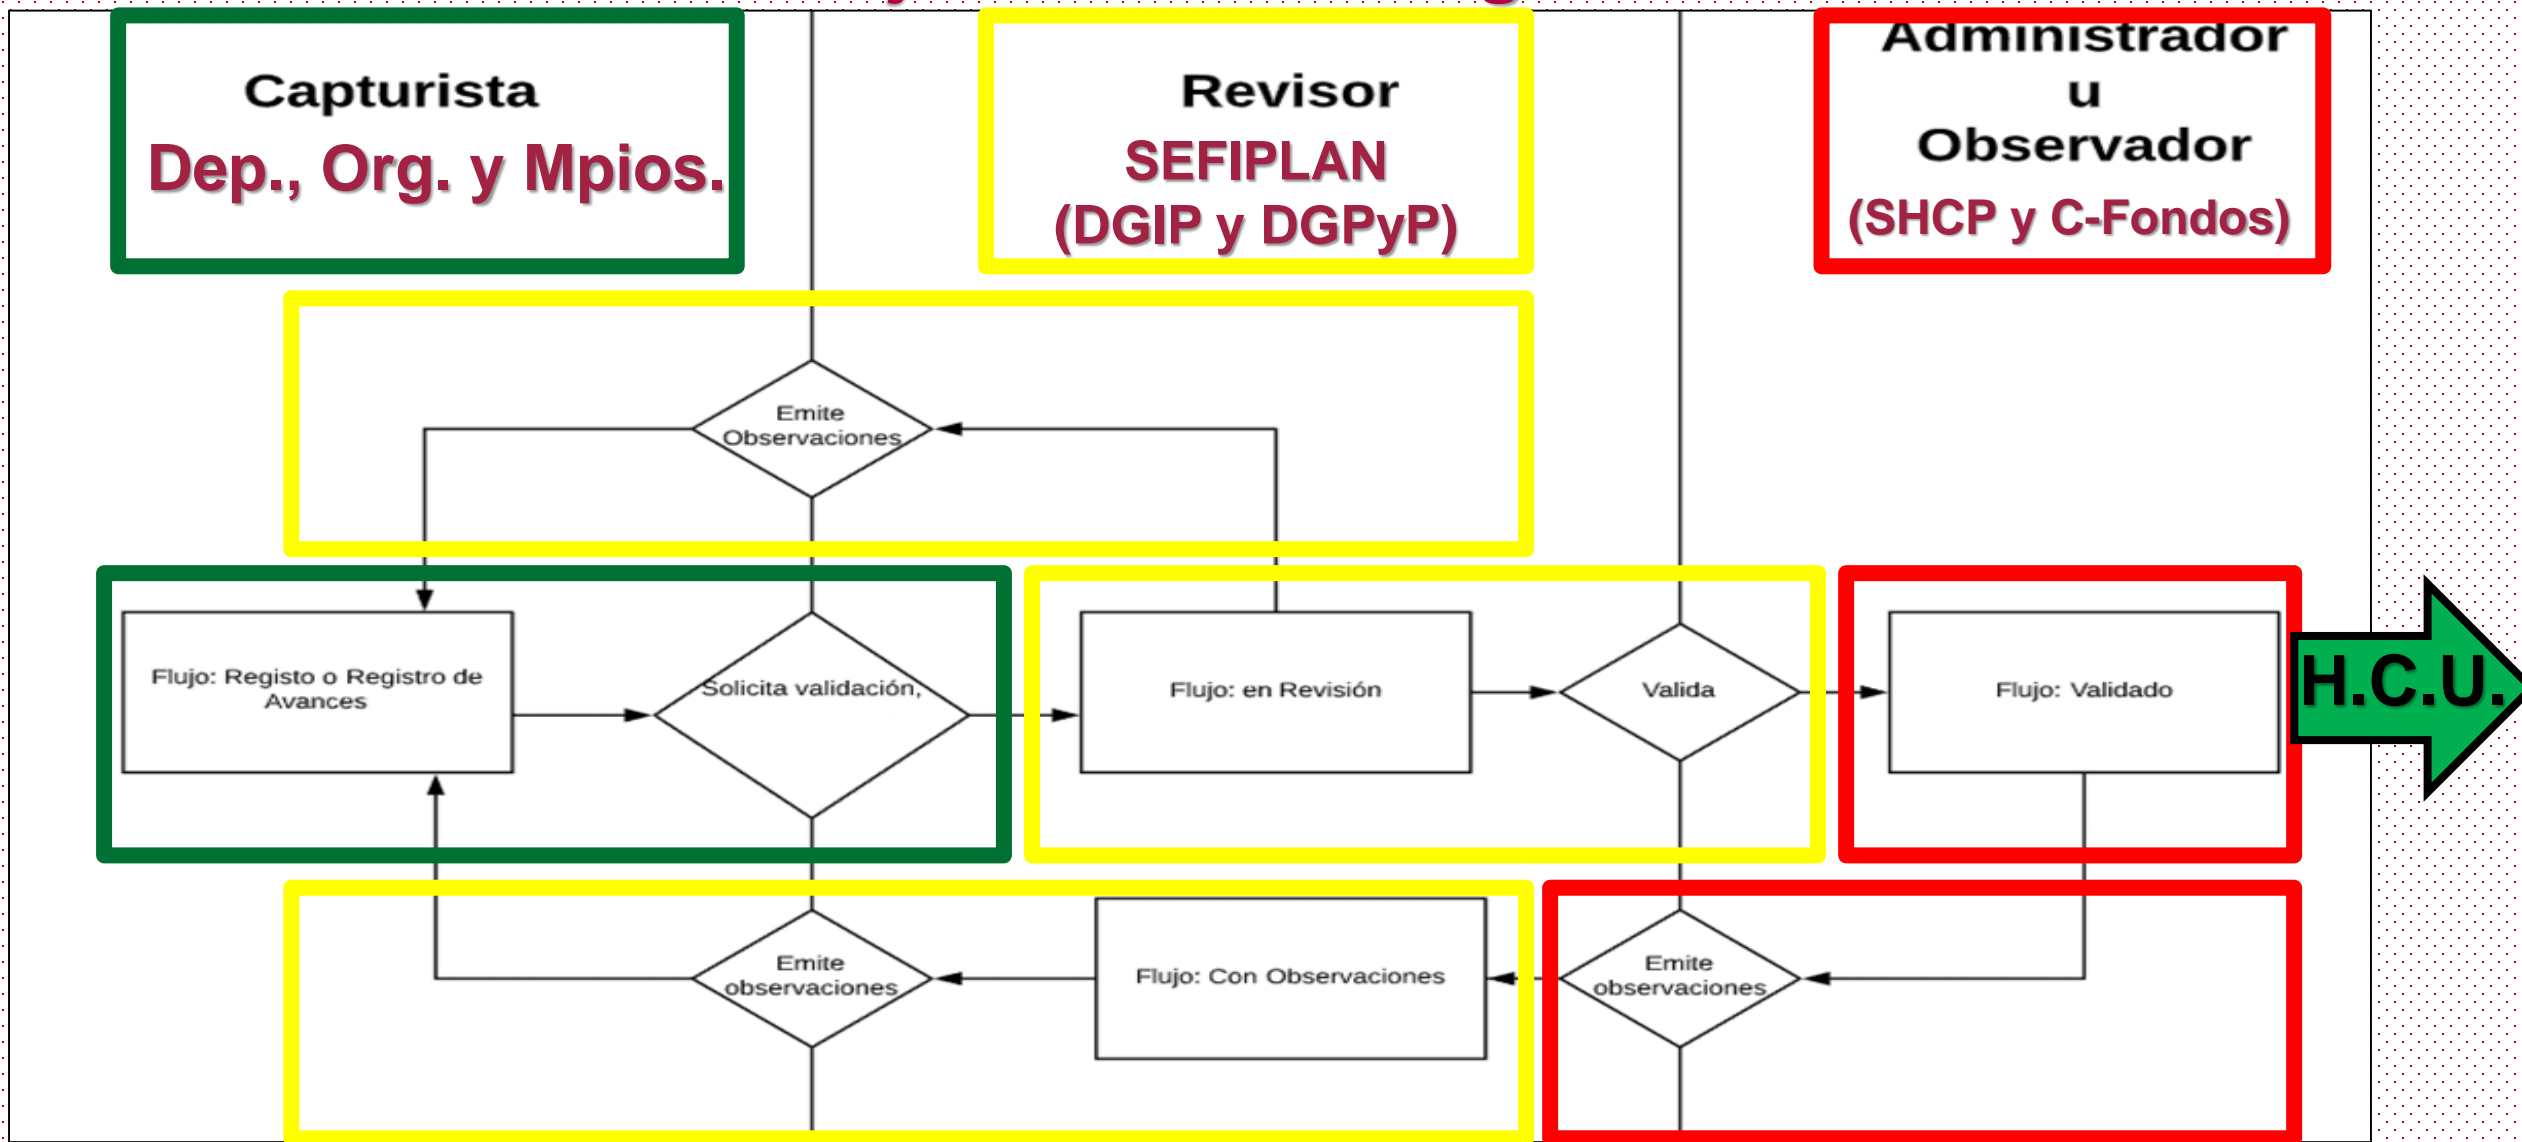 Capturista
Dep., Org. y Mpios.
Revisor
SEFIPLAN
(DGIP y DGPyP)
Administrador
u
Observador
(SHCP y C-Fondos)
Emite
Observaciones
Flujo: Registo o Registro de
Avances
Solicita validación,
Flujo: en Revisión
Valida
Flujo: Validado
H.C.U.
Emite
observaciones
Flujo: Con Observaciones
Emite
observaciones